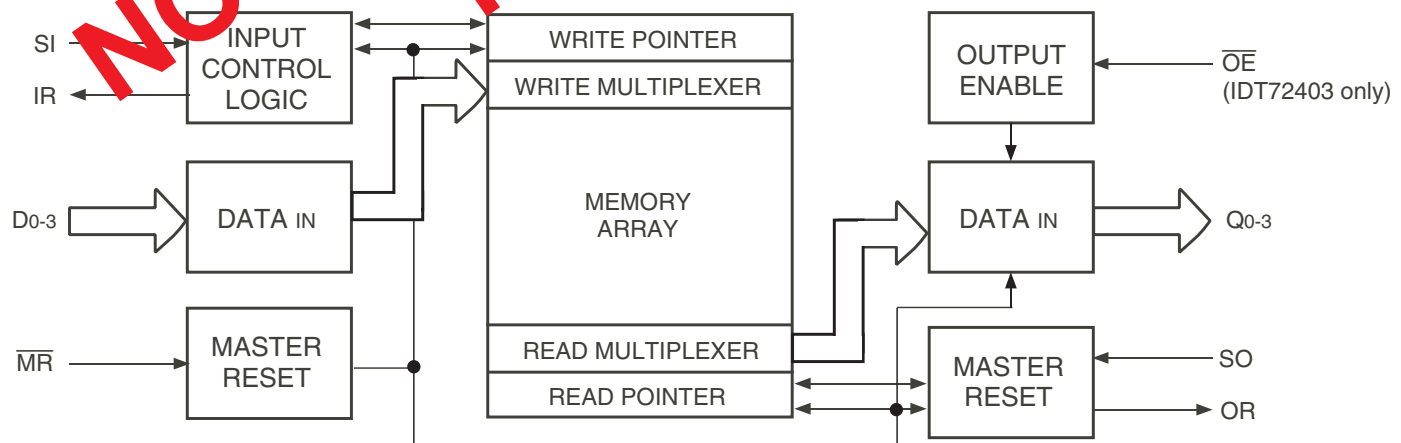 NO
SI
IR
INPUT
CONTROL
LOGIC
WRITE POINTER
WRITE MULTIPLEXER
OUTPUT
ENABLE
OE
(IDT72403 only)
D0-3
DATA IN
MEMORY
ARRAY
DATA IN
Q0-3
MR
MASTER
RESET
READ MULTIPLEXER
READ POINTER
MASTER
RESET
SO
OR